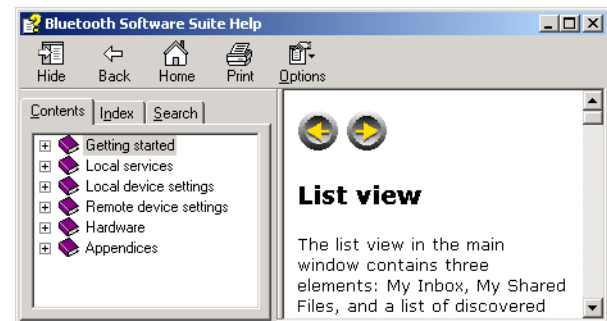 Bluetooth Software Suite Help
Hide Back Home Print Options
Contents Index Search
Getting started
Local services
Local device settings
Remote device settings
Hardware
Appendices
List view
The list view in the main
window contains three
elements: My Inbox, My Shared
Files, and a list of discovered